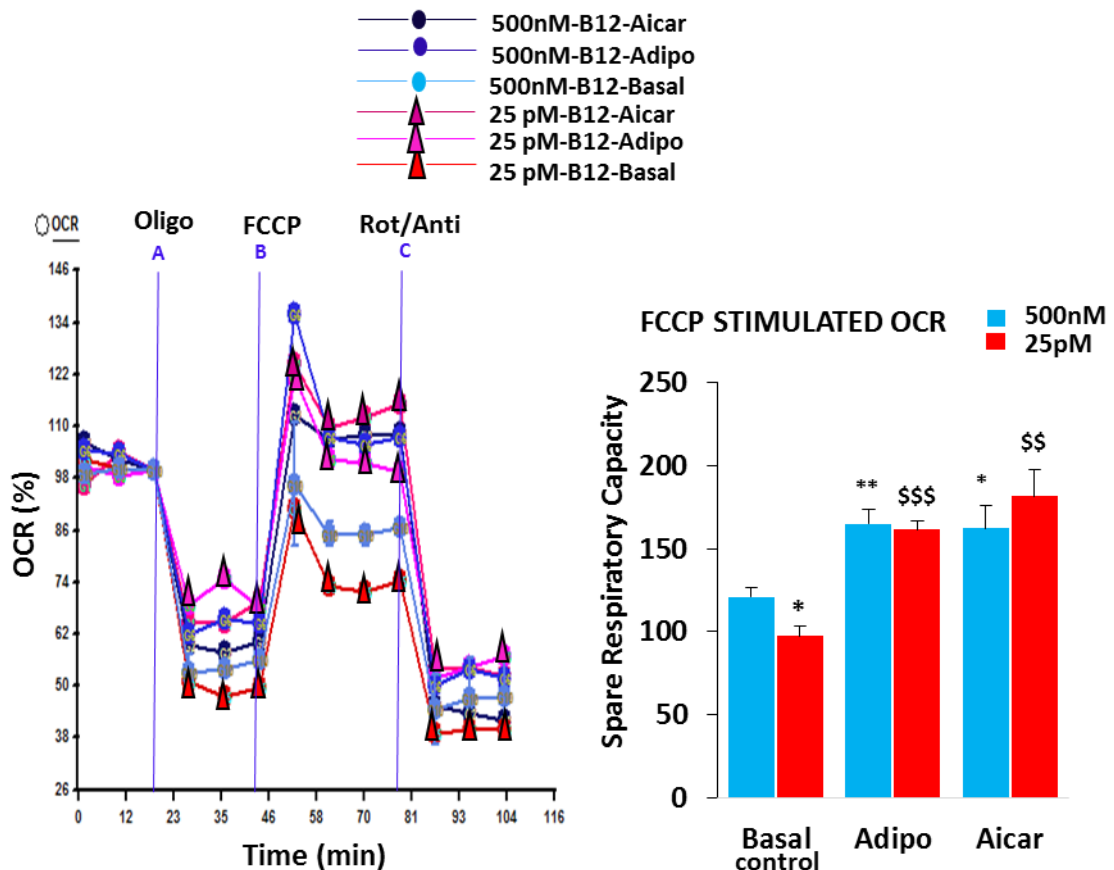 500nM-B12-Aicar
500nM-B12-Adipo
500nM-B12-Basal
25 pM-B12-Aicar
25 pM-B12-Adipo
25 pM-B12-Basal
OCR
Oligo
FCCP
Rot/Anti
A
B
C
146
134
122
110
98
86
74
62
50
38
26
OCR (%)
0
12
23
35
46
58
70
81
93
104
116
Time (min)
FCCP STIMULATED OCR
500nM
25pM
Spare Respiratory Capacity
250
200
150
100
50
0
*
**
$$$
*
$$
Basal
control
Adipo
Aicar